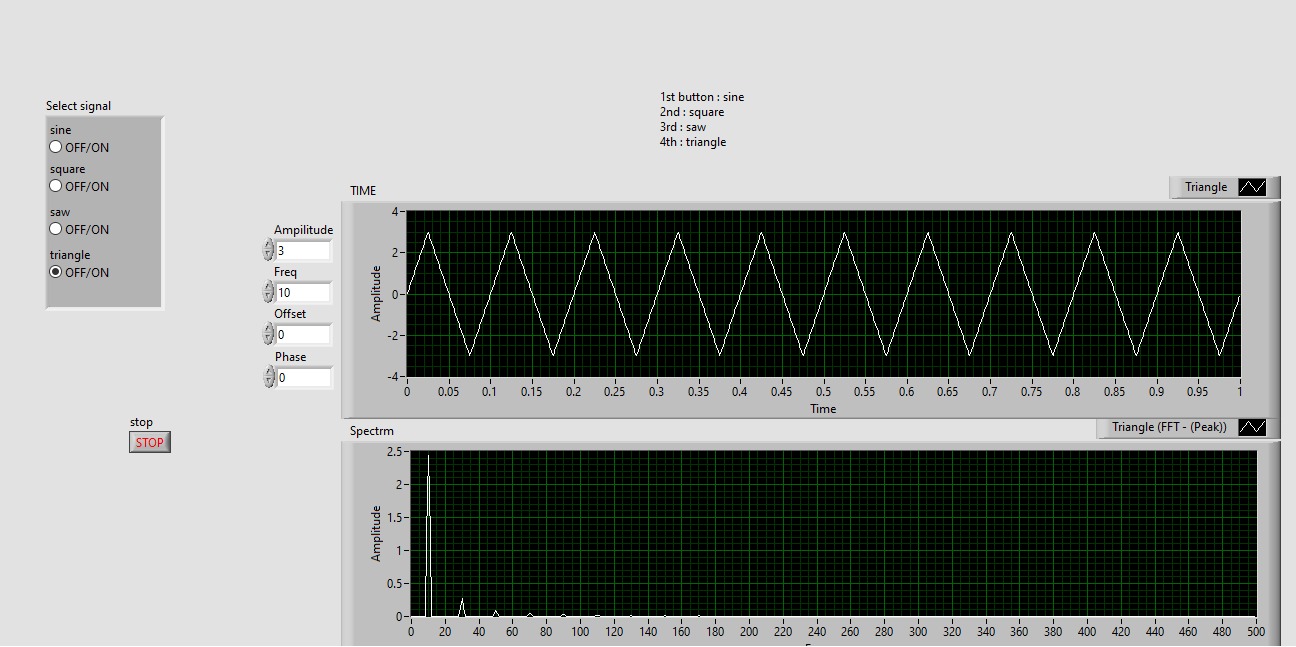 1st button : sine
2nd : square
3rd : saw
4th : triangle
Select signal
sine
OFF/ON
square
OFF/ON
saw
OFF/ON
triangle
OFF/ON
Amplitude
3
Freq
10
Offset
0
Phase
0
stop
STOP
TIME
Triangle
Amplitude
4
2
0
-2
-4
0 0.05 0.1 0.15 0.2 0.25 0.3 0.35 0.4 0.45 0.5 0.55 0.6 0.65 0.7 0.75 0.8 0.85 0.9 0.95 1
Time
Spectrm
Triangle (FFT - (Peak))
Amplitude
2.5
2
1.5
1
0.5
0
0 20 40 60 80 100 120 140 160 180 200 220 240 260 280 300 320 340 360 380 400 420 440 460 480 500